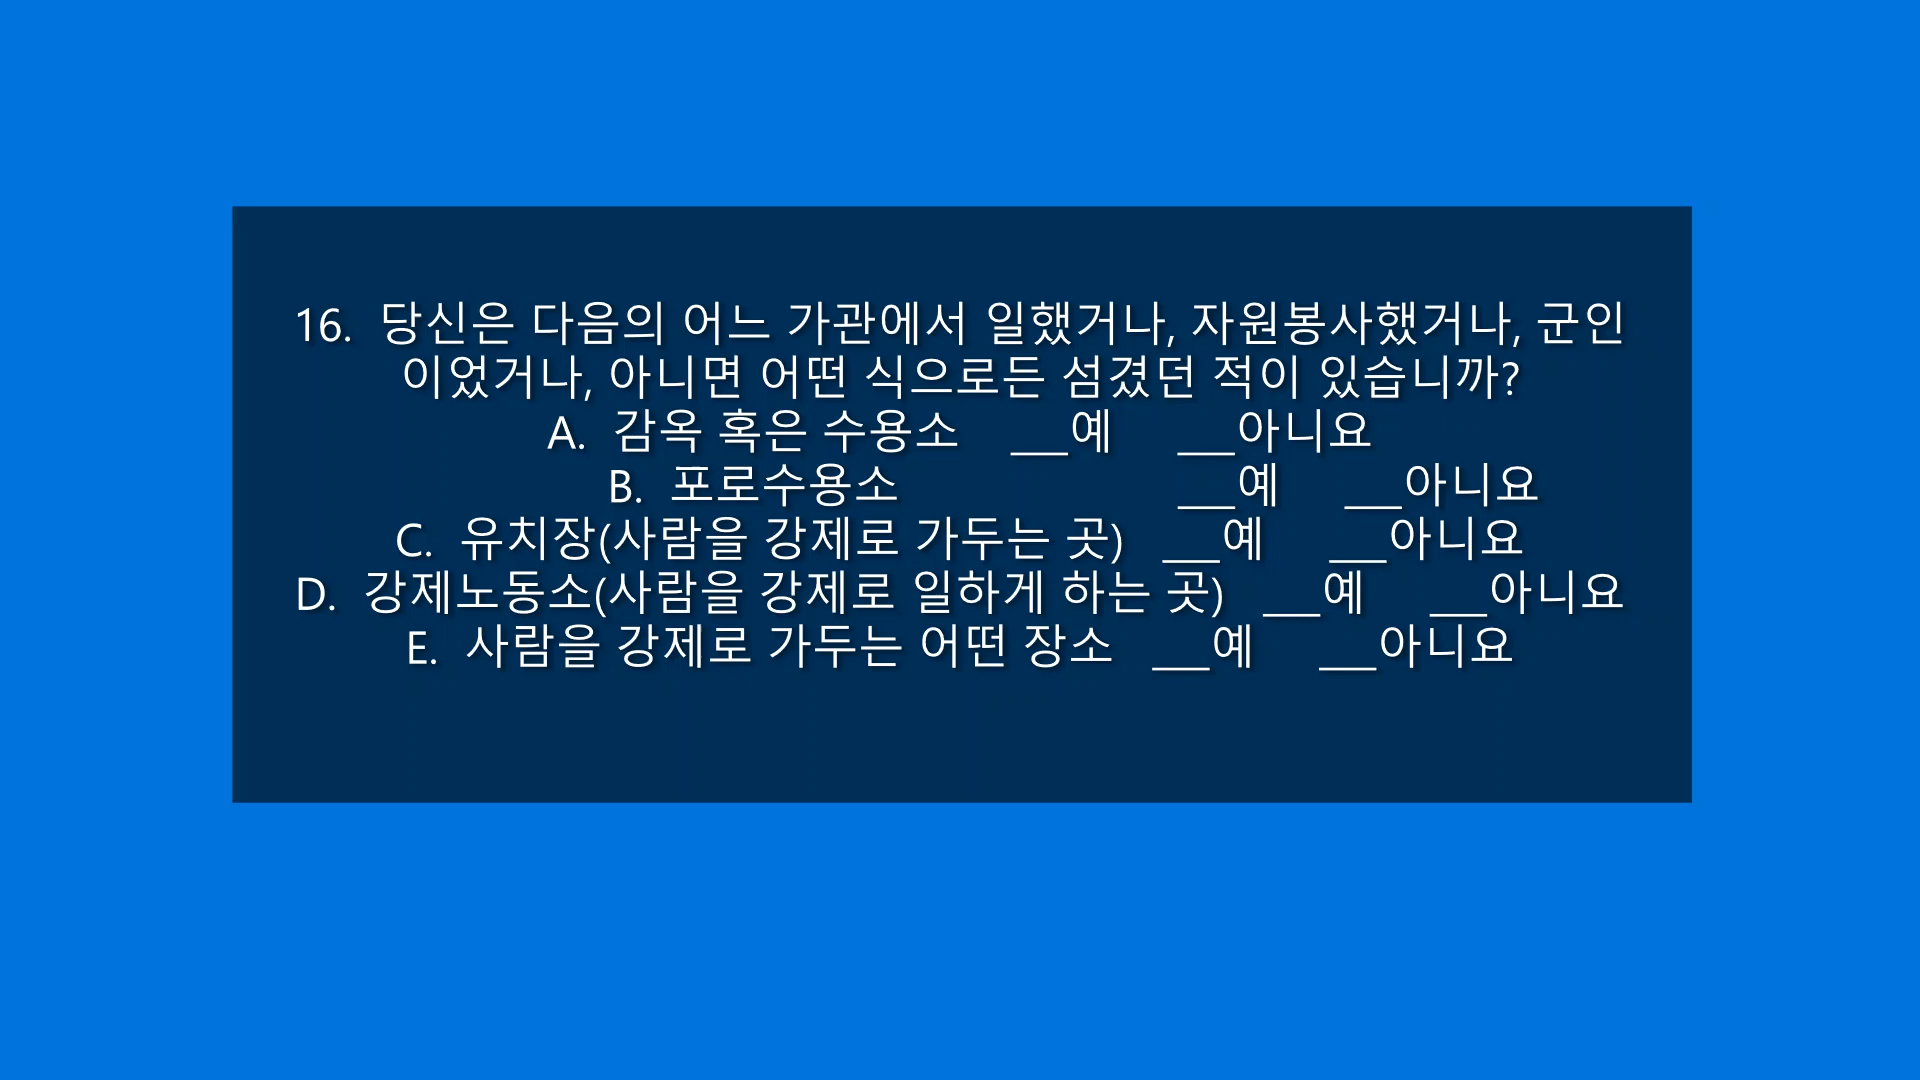 16. 당신은 다음의 어느 가관에서 일했거나, 자원봉사했거나, 군인
이었거나, 아니면 어떤 식으로든 섬겼던 적이 있습니까?
A. 감옥 혹은 수용소 ___예 ___아니요
B. 포로수용소 ___예 ___아니요
C. 유치장(사람을 강제로 가두는 곳) ___예 ___아니요
D. 강제노동소(사람을 강제로 일하게 하는 곳) ___예 ___아니요
E. 사람을 강제로 가두는 어떤 장소 ___예 ___아니요